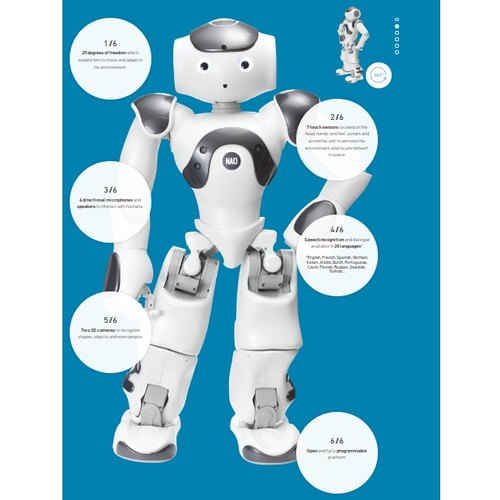 1/6
25 degrees of freedom which
enable him to move and adapt to
his environment.
2/6
7 touch sensors located on the
head, hands and feet, sonars and
an inertial unit to perceive his
environment and locate himself
in space
NAO
3/6
4 directional microphones and
speakers to interact with humans.
4/6
Speech recognition and dialogue
available in 20 languages*
*English, French, Spanish, German,
Italian, Arabic, Dutch, Portuguese,
Czech, Finnish, Russian, Swedish,
Turkish...
5/6
Two 2D cameras to recognize
shapes, objects and even people
6/6
Open and fully programmable
platform
360°